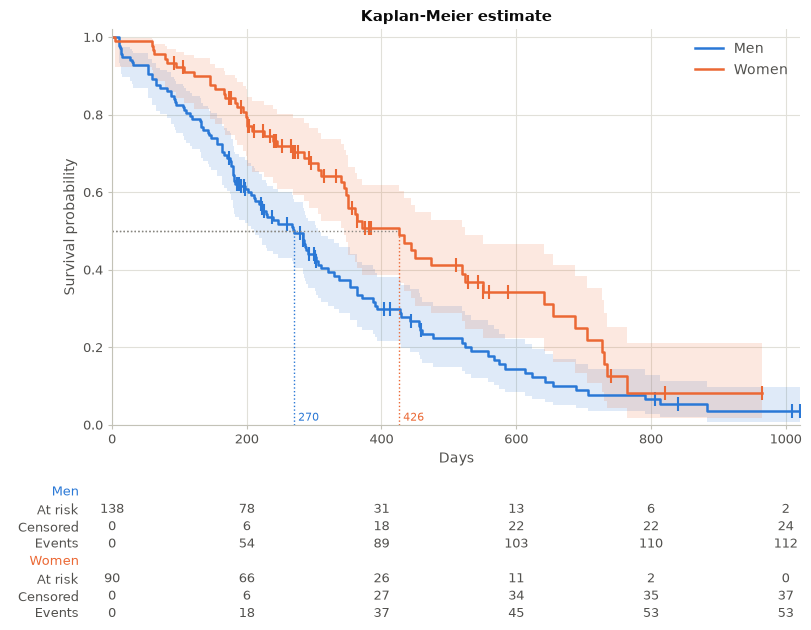 Kaplan-Meier estimate
1.0
0.8
0.6
0.4
0.2
0.0
Survival probability
Men
Women
270
426
0 200 400 600 800 1000
Days
Men
At risk 138 78 31 13 6 2
Censored 0 6 18 22 22 24
Events 0 54 89 103 110 112
Women
At risk 90 66 26 11 2 0
Censored 0 6 27 34 35 37
Events 0 18 37 45 53 53